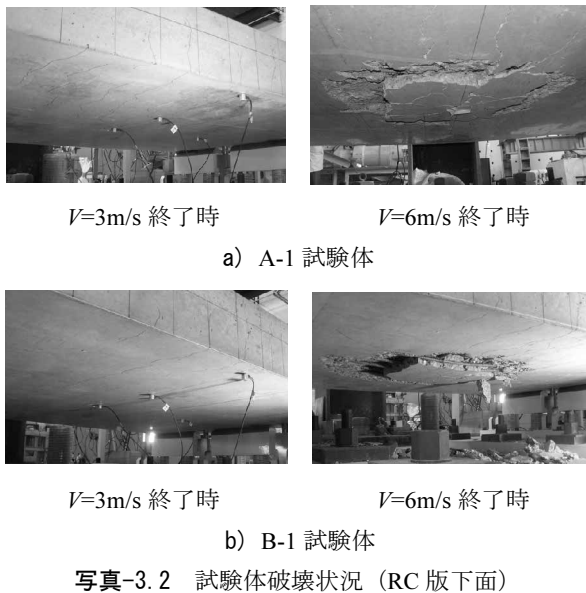 V=3m/s 終了時
V=6m/s 終了時
a) A-1 試験体
V=3m/s 終了時
V=6m/s 終了時
b) B-1 試験体
写真-3.2 試験体破壊状況（RC 版下面）